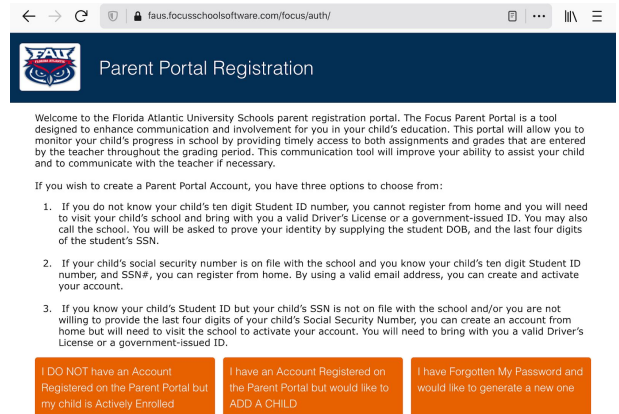 faus.focusschoolsoftware.com/focus/auth/
FAU
FLORIDA ATLANTIC
Parent Portal Registration
Welcome to the Florida Atlantic University Schools parent registration portal. The Focus Parent Portal is a tool
designed to enhance communication and involvement for you in your child's education. This portal will allow you to
monitor your child's progress in school by providing timely access to both assignments and grades that are entered
by the teacher throughout the grading period. This communication tool will improve your ability to assist your child
and to communicate with the teacher if necessary.
If you wish to create a Parent Portal Account, you have three options to choose from:
1. If you do not know your child's ten digit Student ID number, you cannot register from home and you will need
to visit your child's school and bring with you a valid Driver's License or a government-issued ID. You may also
call the school. You will be asked to prove your identity by supplying the student DOB, and the last four digits
of the student's SSN.
2. If your child's social security number is on file with the school and you know your child's ten digit Student ID
number, and SSN#, you can register from home. By using a valid email address, you can create and activate
your account.
3. If you know your child's Student ID but your child's SSN is not on file with the school and/or you are not
willing to provide the last four digits of your child's Social Security Number, you can create an account from
home but will need to visit the school to activate your account. You will need to bring with you a valid Driver's
License or a government-issued ID.
I DO NOT have an Account
Registered on the Parent Portal but
my child is Actively Enrolled
I have an Account Registered on
the Parent Portal but would like to
ADD A CHILD
I have Forgotten My Password and
would like to generate a new one